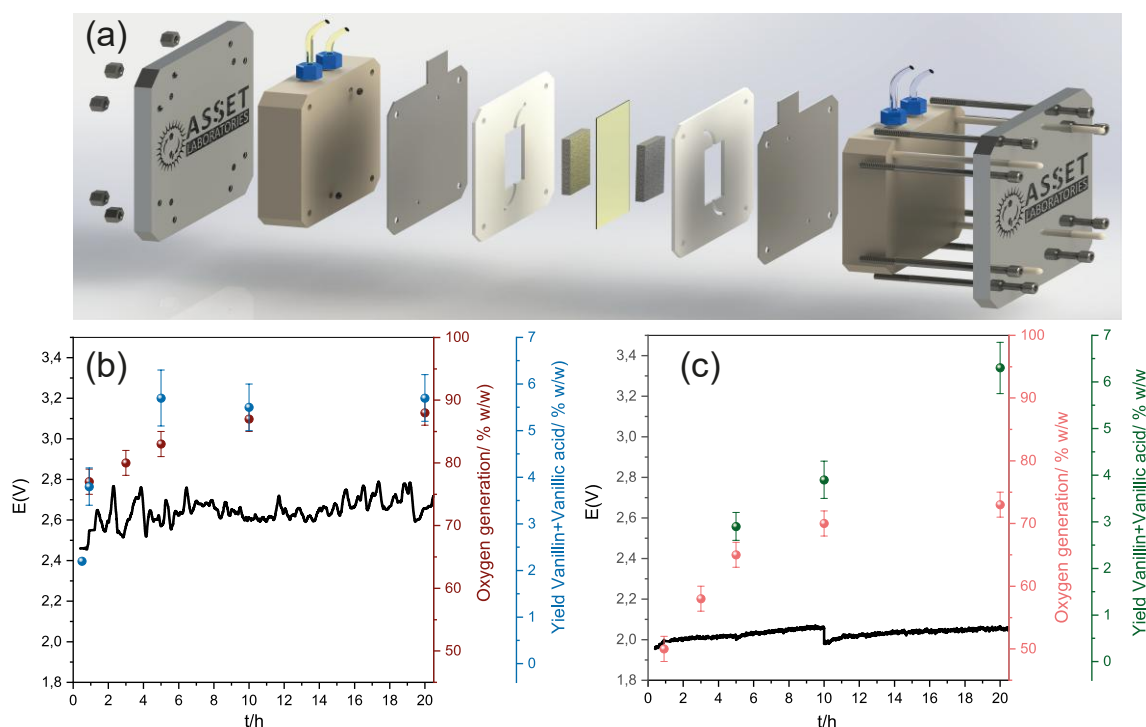 (a)
ASSET
LABORATORIES
ASSET
LABORATORIES
(b)
E(V)
3,4
3,2
3,0
2,8
2,6
2,4
2,2
2,0
1,8
0 2 4 6 8 10 12 14 16 18 20
t/h
100
90
80
70
60
50
Oxygen generation/ % w/w
7
6
5
4
3
2
1
0
Yield Vanillin+Vanillic acid/ % w/w
(c)
E(V)
3,4
3,2
3,0
2,8
2,6
2,4
2,2
2,0
1,8
0 2 4 6 8 10 12 14 16 18 20
t/h
100
90
80
70
60
50
Oxygen generation/ % w/w
7
6
5
4
3
2
1
0
Yield Vanillin+Vanillic acid/ % w/w